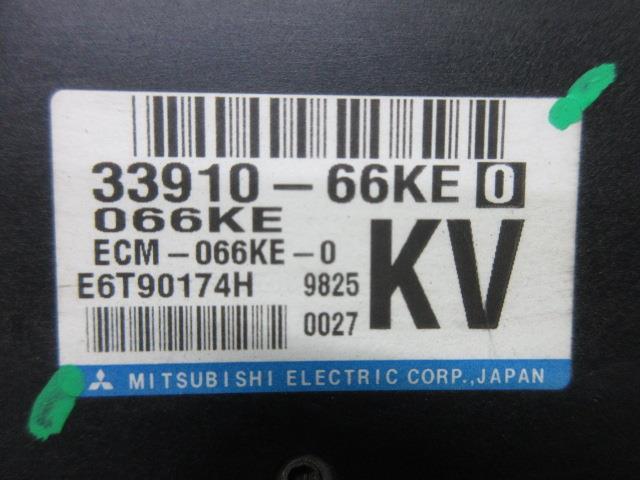 33910-66KE 0
066KE
ECM-066KE-0
KV
E6T90174H 9825
0027
MITSUBISHI ELECTRIC CORP., JAPAN